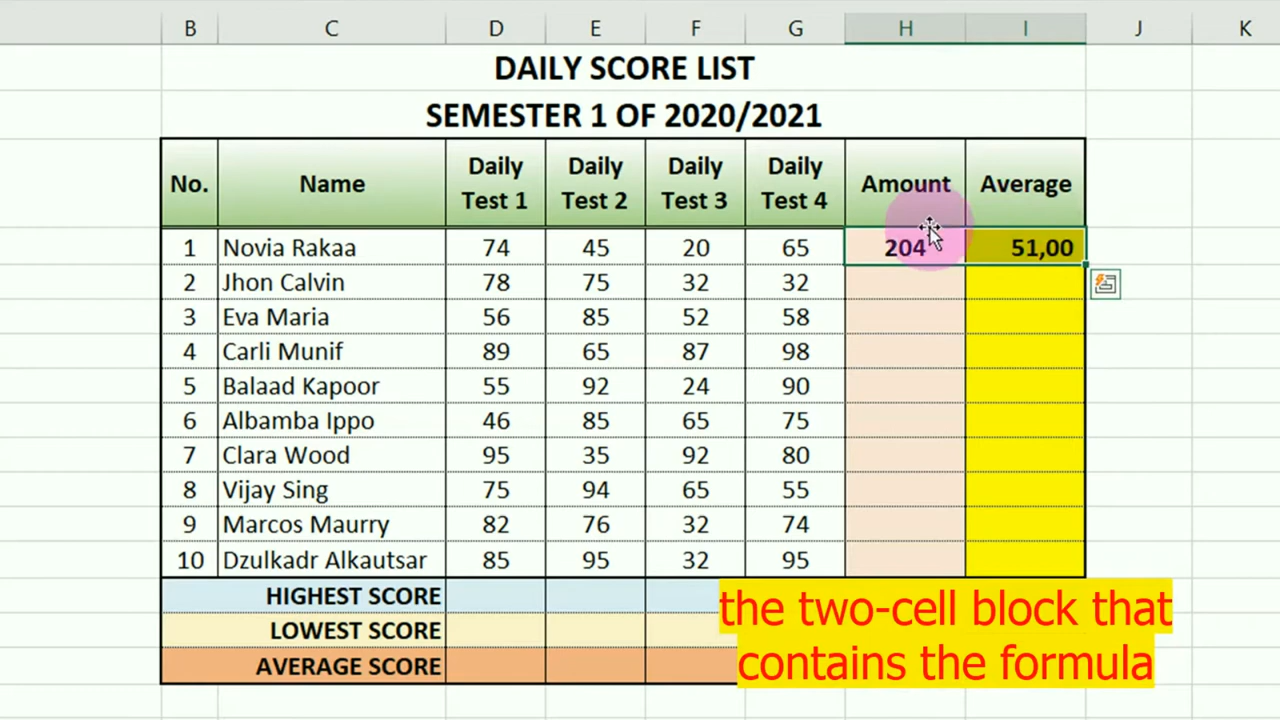 B C D E F G H I J K
DAILY SCORE LIST
SEMESTER 1 OF 2020/2021
No. Name Daily Test 1 Daily Test 2 Daily Test 3 Daily Test 4 Amount Average
1 Novia Rakaa 74 45 20 65 204 51,00
2 Jhon Calvin 78 75 32 32
3 Eva Maria 56 85 52 58
4 Carli Munif 89 65 87 98
5 Balaad Kapoor 55 92 24 90
6 Albamba Ippo 46 85 65 75
7 Clara Wood 95 35 92 80
8 Vijay Sing 75 94 65 55
9 Marcos Maurry 82 76 32 74
10 Dzulkadr Alkautsar 85 95 32 95
HIGHEST SCORE
LOWEST SCORE
AVERAGE SCORE
the two-cell block that
contains the formula